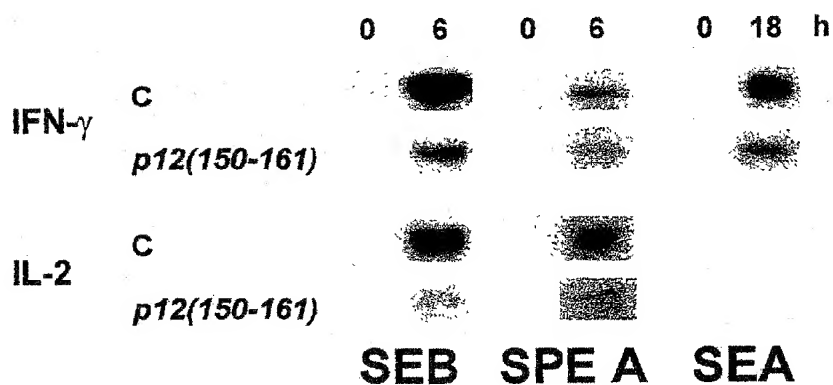 0 6 0 6 0 18 h
C
IFN-γ
p12(150-161)
C
IL-2
p12(150-161)
SEB SPE A SEA